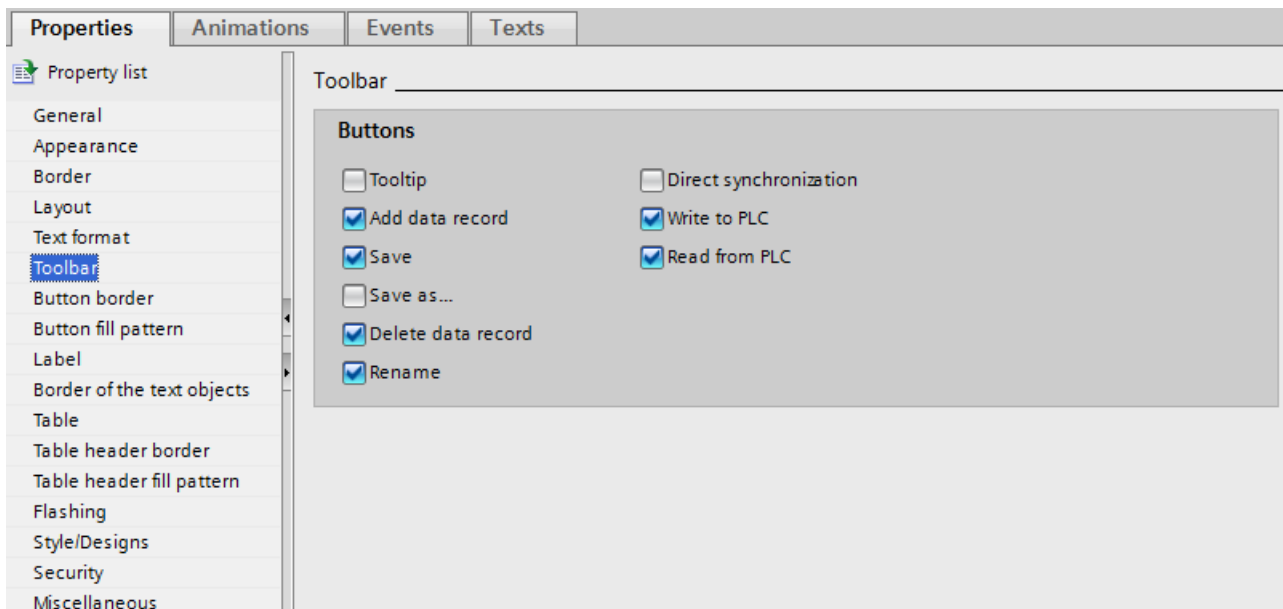 Properties Animations Events Texts
Property list
General
Appearance
Border
Layout
Text format
Toolbar
Button border
Button fill pattern
Label
Border of the text objects
Table
Table header border
Table header fill pattern
Flashing
Style/Designs
Security
Miscellaneous
Toolbar
Buttons
Tooltip
Add data record
Save
Save as...
Delete data record
Rename
Direct synchronization
Write to PLC
Read from PLC